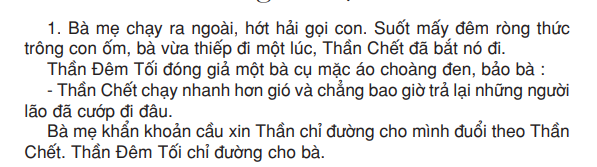 1. Bà mẹ chạy ra ngoài, hớt hải gọi con. Suốt mấy đêm ròng thức
trông con ốm, bà vừa thiếp đi một lúc, Thần Chết đã bắt nó đi.
Thần Đêm Tối đóng giả một bà cụ mặc áo choàng đen, bảo bà :
- Thần Chết chạy nhanh hơn gió và chẳng bao giờ trả lại những người
lão đã cướp đi đâu.
Bà mẹ khẩn khoản cầu xin Thần chỉ đường cho mình đuổi theo Thần
Chết. Thần Đêm Tối chỉ đường cho bà.